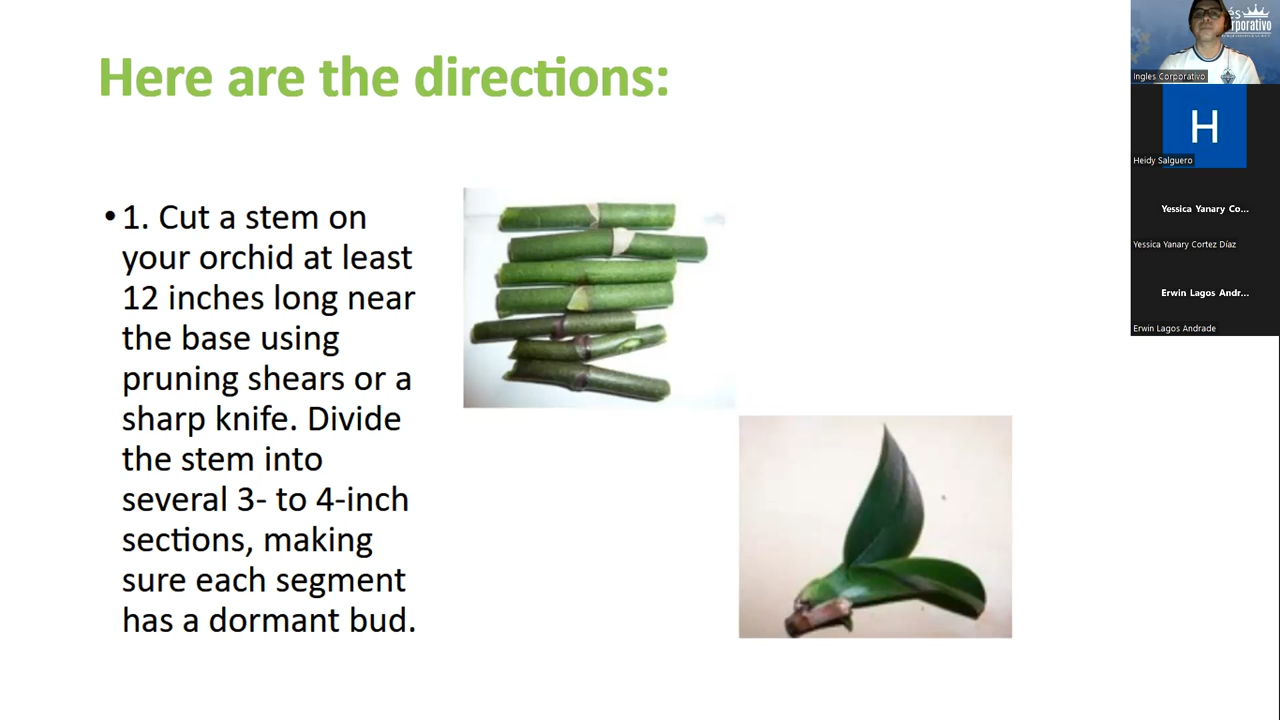 Here are the directions:
• 1. Cut a stem on
your orchid at least
12 inches long near
the base using
pruning shears or a
sharp knife. Divide
the stem into
several 3- to 4-inch
sections, making
sure each segment
has a dormant bud.
Ingles Corporativo
H
Heidy Salguero
Yessica Yanary Co...
Yessica Yanary Cortez Díaz
Erwin Lagos Andr...
Erwin Lagos Andrade